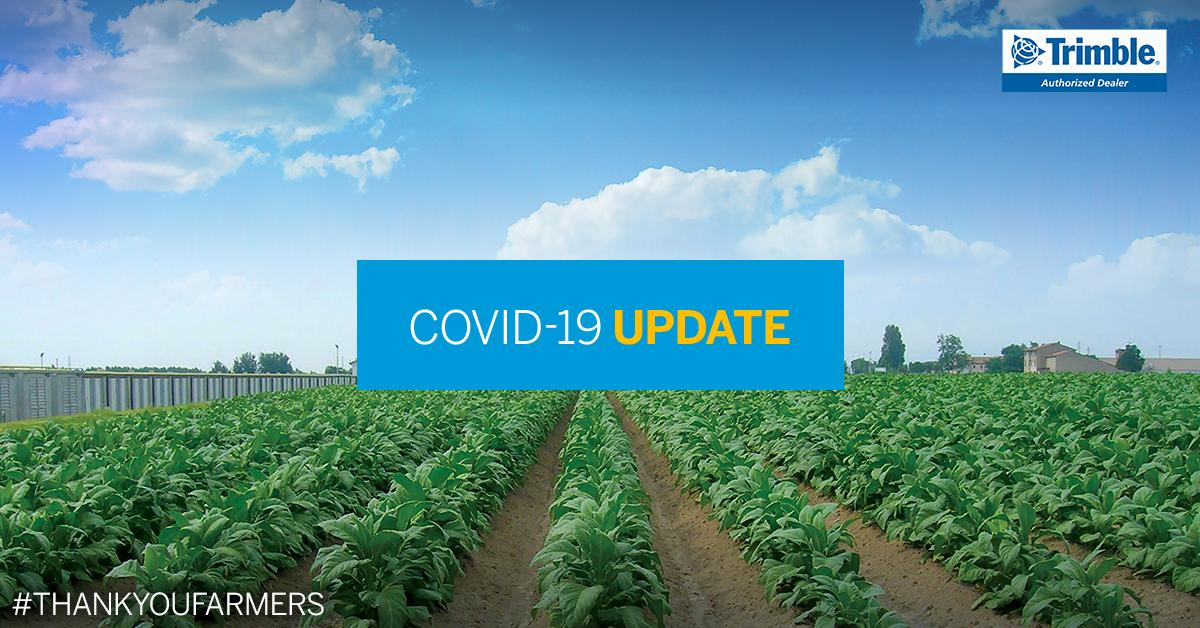 Trimble®
Authorized Dealer
COVID-19 UPDATE
#THANKYOUFARMERS